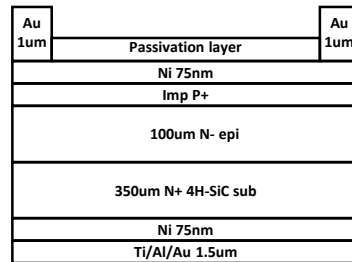 Au
1um
Au
1um
Passivation layer
Ni 75nm
Imp P+
100um N- epi
350um N+ 4H-SiC sub
Ni 75nm
Ti/Al/Au 1.5um